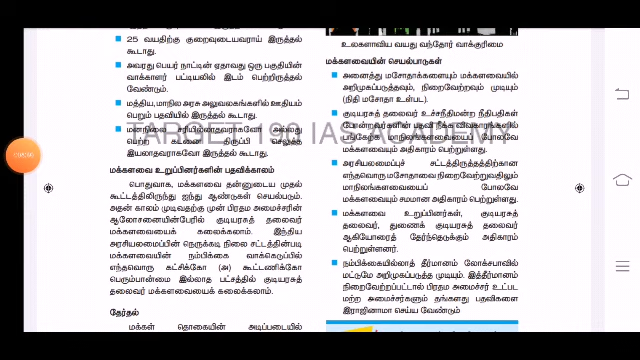 25 வயதிற்கு குறைவுடையவராய் இருத்தல்
கூடாது.
அவரது பெயர் நாட்டின் ஏதாவது ஒரு பகுதியின்
வாக்காளர் பட்டியலில் இடம் பெற்றிருத்தல்
வேண்டும்.
மத்திய, மாநில அரசு அலுவலகங்களில் ஊதியம்
பெறும் பதவியில் இருத்தல் கூடாது.
மனநிலை சரியில்லாதவராகவோ அல்லது
பெற்ற கடனை திருப்பி செலுத்த
இயலாதவராகவோ இருத்தல் கூடாது.
மக்களவை உறுப்பினர்களின் பதவிக்காலம்
பொதுவாக, மக்களவை தன்னுடைய முதல்
கூட்டத்திலிருந்து ஐந்து ஆண்டுகள் செயல்படும்.
அதன் காலம் முடிவதற்கு முன் பிரதம அமைச்சரின்
ஆலோசனையின்பேரில் குடியரசுத் தலைவர்
மக்களவையைக் கலைக்கலாம். இந்திய
அரசியலமைப்பின் நெருக்கடி நிலை சட்டத்தின்படி
மக்களவையின் நம்பிக்கை வாக்கெடுப்பில்
எந்தவொரு கட்சிக்கோ (அ) கூட்டணிக்கோ
பெரும்பான்மை இல்லாத பட்சத்தில் குடியரசுத்
தலைவர் மக்களவையைக் கலைக்கலாம்.
தேர்தல்
மக்கள் தொகையின் அடிப்படையில்
உலகளாவிய வயது வந்தோர் வாக்குரிமை
மக்களவையின் செயல்பாடுகள்
அனைத்து மசோதாக்களையும் மக்களவையில்
அறிமுகப்படுத்தவும், நிறைவேற்றவும் முடியும்
(நிதி மசோதா உள்பட).
குடியரசுத் தலைவர் உச்சநீதிமன்ற நீதிபதிகள்
போன்றவர்களின் பதவி நீக்க விவகாரங்களில்
பங்கேற்க மாநிலங்களவையைப் போலவே
மக்களவையும் அதிகாரம் பெற்றுள்ளது.
அரசியலமைப்புச் சட்டத்திருத்தத்திற்கான
எந்தவொரு மசோதாவை நிறைவேற்றுவதிலும்
மாநிலங்களவையைப் போலவே
மக்களவையும் சமமான அதிகாரம் பெற்றுள்ளது.
மக்களவை உறுப்பினர்கள், குடியரசுத்
தலைவர், துணைக் குடியரசுத் தலைவர்
ஆகியோரைத் தேர்ந்தெடுக்கும் அதிகாரம்
பெற்றுள்ளனர்.
நம்பிக்கையில்லாத் தீர்மானம் லோக்சபாவில்
மட்டுமே அறிமுகப்படுத்த முடியும். இத்தீர்மானம்
நிறைவேற்றப்பட்டால் பிரதம அமைச்சர் உட்பட
மற்ற அமைச்சர்களும் தங்களது பதவிகளை
இராஜினாமா செய்ய வேண்டும்
TARGET 190 IAS ACADEMY